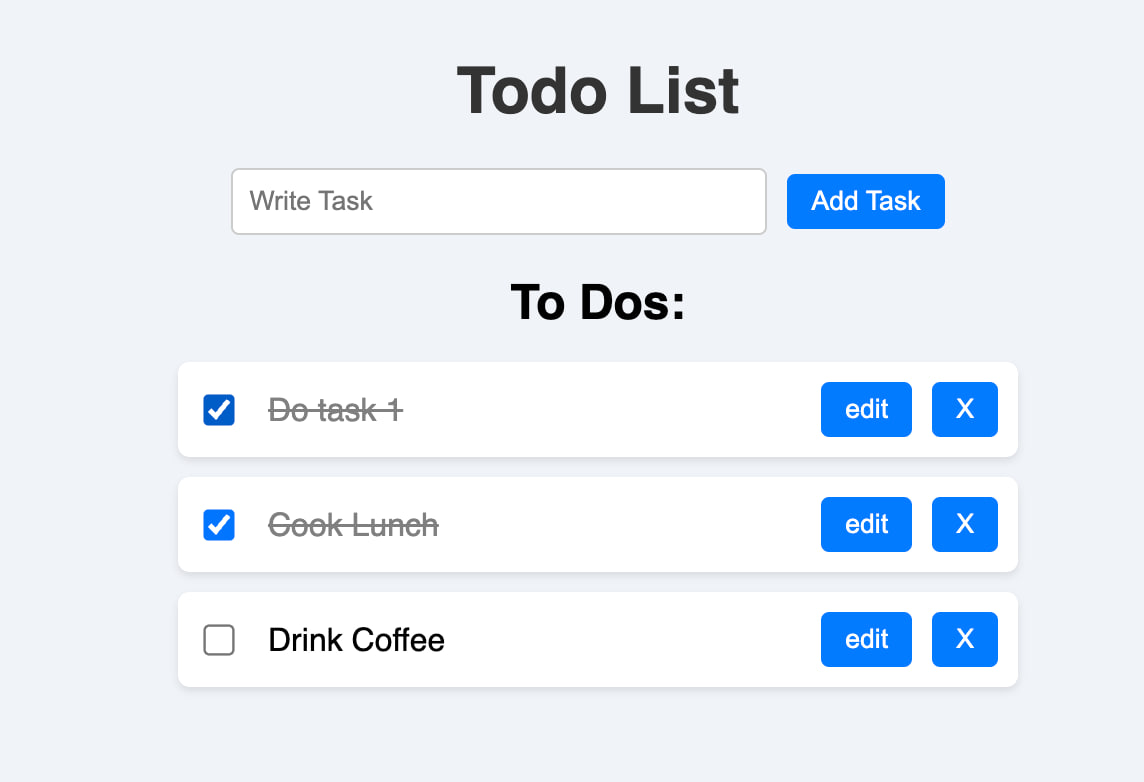 Todo List
Write Task Add Task
To Dos:
Do task 1 edit X
Cook Lunch edit X
Drink Coffee edit X